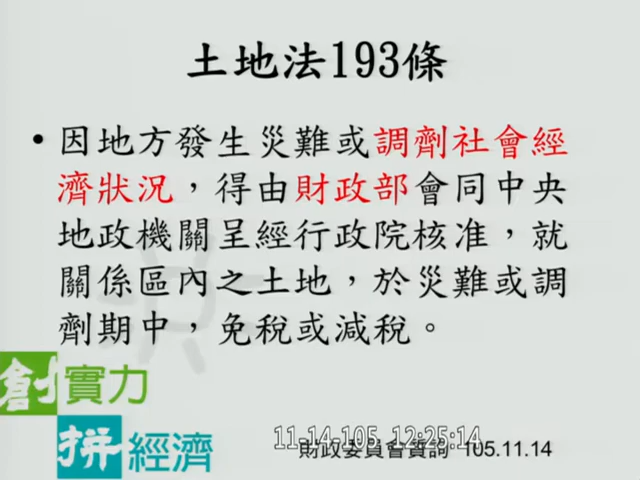 土地法193條
•因地方發生災難或調劑社會經
濟狀況，得由財政部會同中央
地政機關呈經行政院核准，就
關係區內之土地，於災難或調
劑期中，免稅或減稅。
創實力
拼經濟
11.14.105 12:25:14
財政委員會質詢 105.11.14